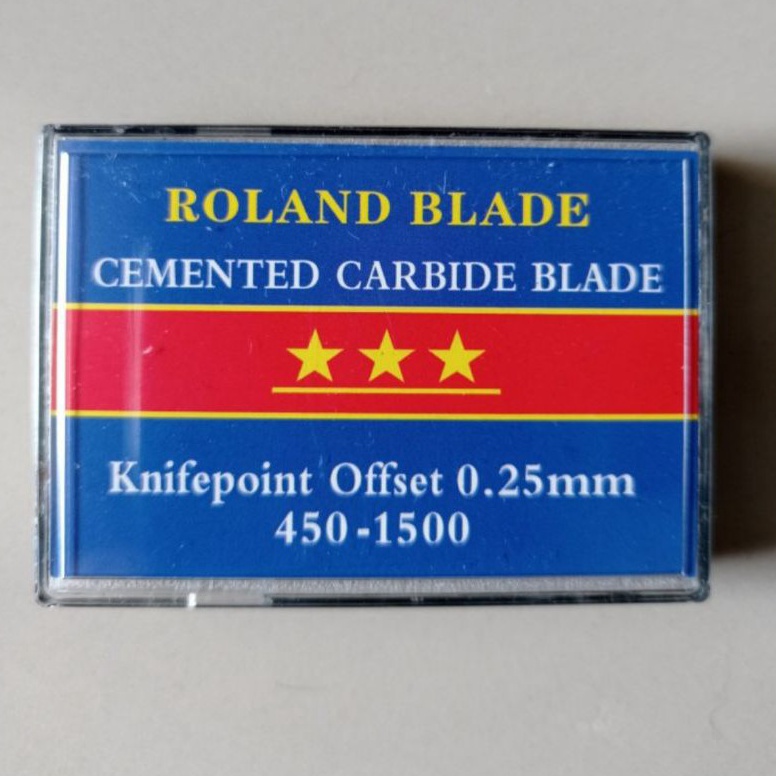 ROLAND BLADE
CEMENTED CARBIDE BLADE
Knifepoint Offset 0.25mm
450-1500